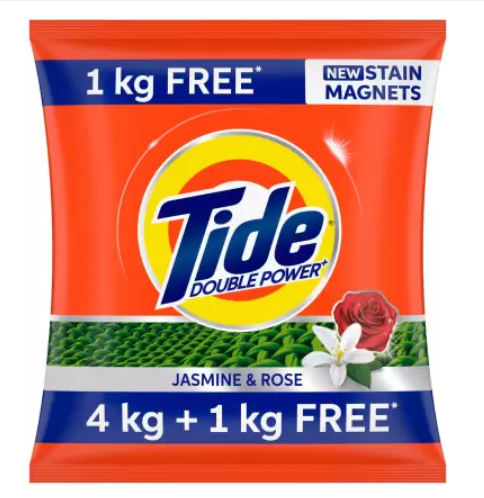 1 kg FREE*
NEW STAIN
MAGNETS
Tide
DOUBLE POWER+
JASMINE & ROSE
4 kg + 1 kg FREE*